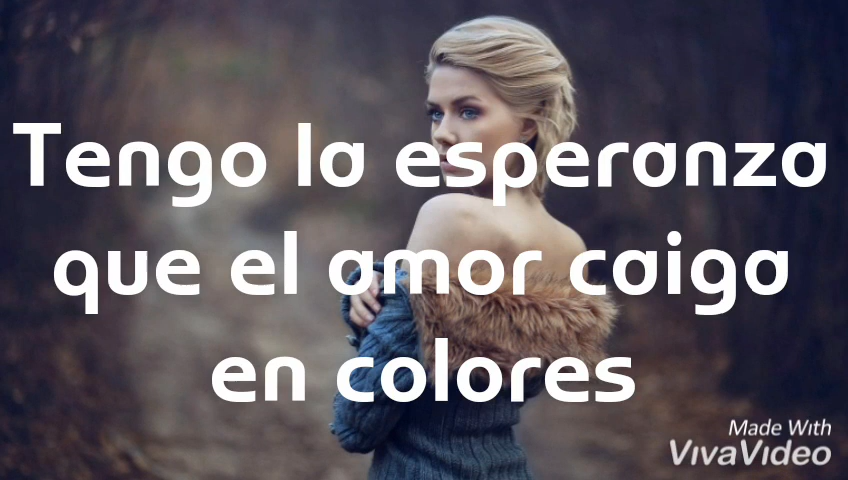 Tengo la esperanza
que el amor caiga
en colores
Made With
VivaVideo